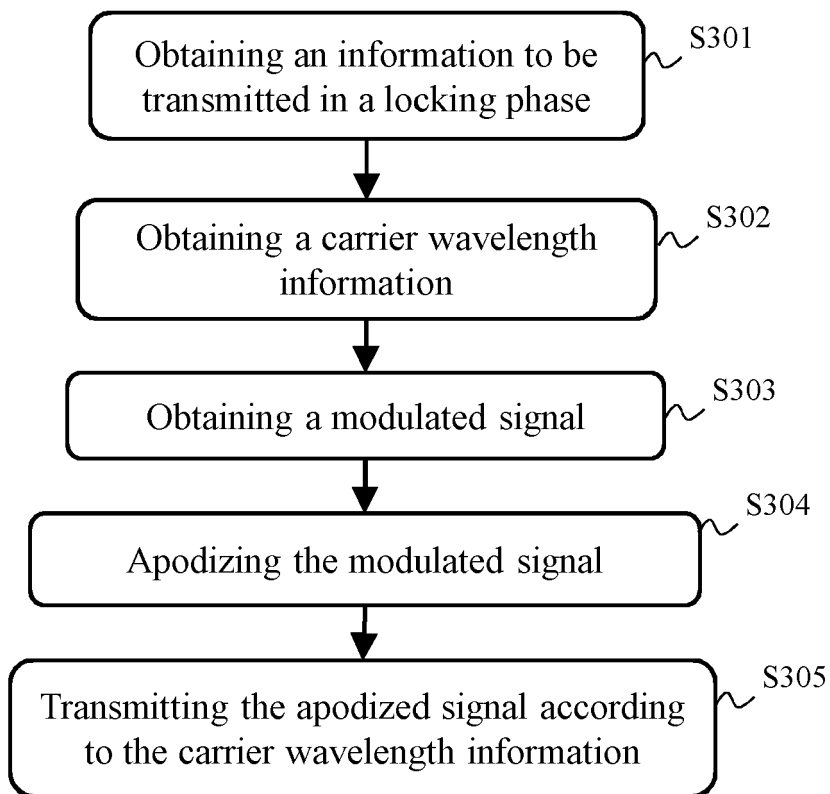 Obtaining an information to be
transmitted in a locking phase
S301
Obtaining a carrier wavelength
information
S302
Obtaining a modulated signal
S303
Apodizing the modulated signal
S304
Transmitting the apodized signal according
to the carrier wavelength information
S305